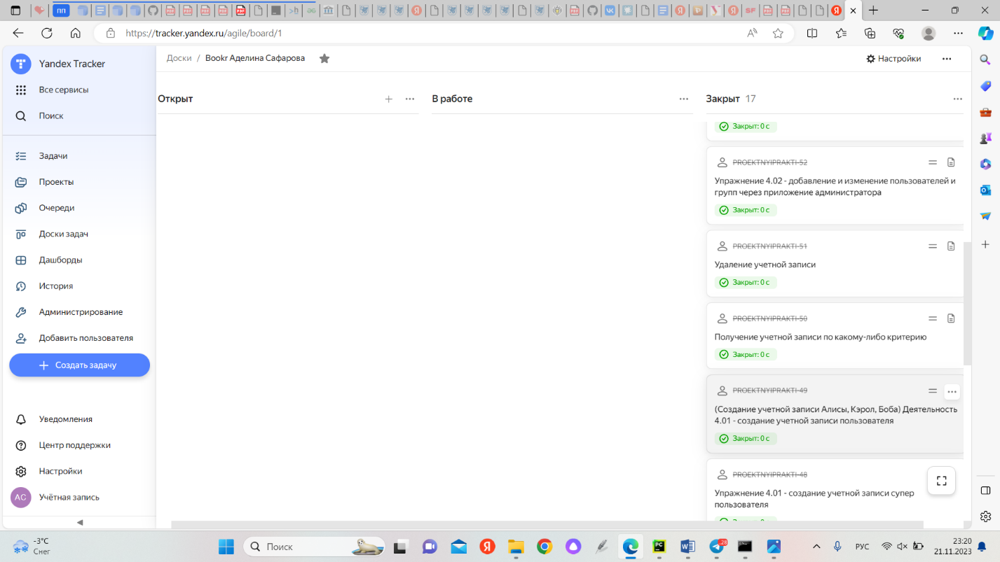 пп
https://tracker.yandex.ru/agile/board/1
Yandex Tracker
Все сервисы
Поиск
Задачи
Проекты
Очереди
Доски задач
Дашборды
История
Администрирование
Добавить пользователя
Создать задачу
Уведомления
Центр поддержки
Настройки
АС Учётная запись
Доски / Bookr Аделина Сафарова
Настройки
Открыт
В работе
Закрыт 17
Закрыт: 0 с
PROEKTNYIPRAKTI-52
Упражнение 4.02 - добавление и изменение пользователей и
групп через приложение администратора
Закрыт: 0 с
PROEKTNYIPRAKTI-51
Удаление учетной записи
Закрыт: 0 с
PROEKTNYIPRAKTI-50
Получение учетной записи по какому-либо критерию
Закрыт: 0 с
PROEKTNYIPRAKTI-49
(Создание учетной записи Алисы, Кэрол, Боба) Деятельность
4.01 - создание учетной записи пользователя
Закрыт: 0 с
PROEKTNYIPRAKTI-48
Упражнение 4.01 - создание учетной записи супер
пользователя
-3°C
Снег
Поиск
28
РУС
23:20
21.11.2023